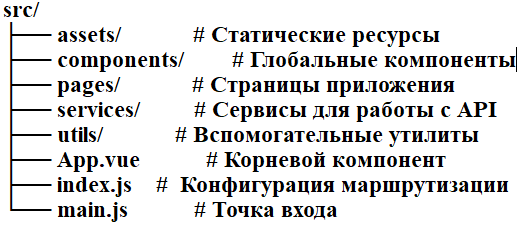 src/
├── assets/ # Статические ресурсы
├── components/ # Глобальные компоненты
├── pages/ # Страницы приложения
├── services/ # Сервисы для работы с API
├── utils/ # Вспомогательные утилиты
├── App.vue # Корневой компонент
├── index.js # Конфигурация маршрутизации
└── main.js # Точка входа